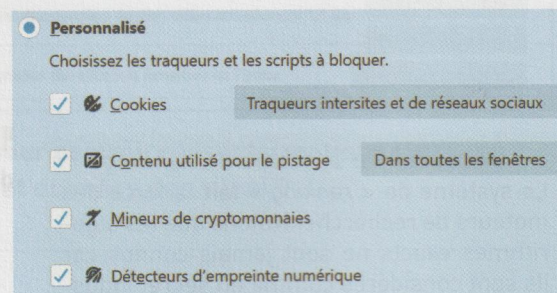 Personnalisé
Choisissez les traqueurs et les scripts à bloquer.
Cookies Traqueurs intersites et de réseaux sociaux
Contenu utilisé pour le pistage Dans toutes les fenêtres
Mineurs de cryptomonnaies
Détecteurs d'empreinte numérique